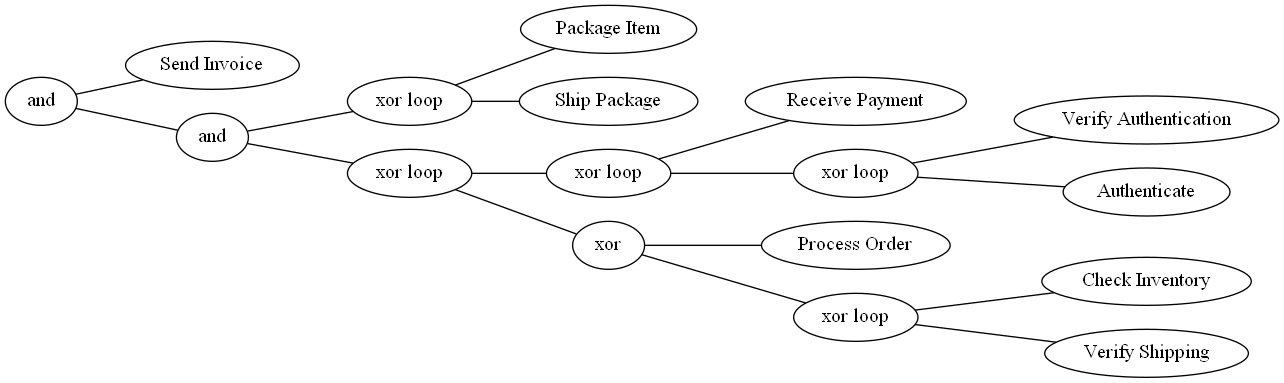 Package Item
Send Invoice
and
xor loop
Ship Package
Receive Payment
Verify Authentication
and
xor loop
xor loop
xor loop
Authenticate
xor
Process Order
Check Inventory
xor loop
Verify Shipping